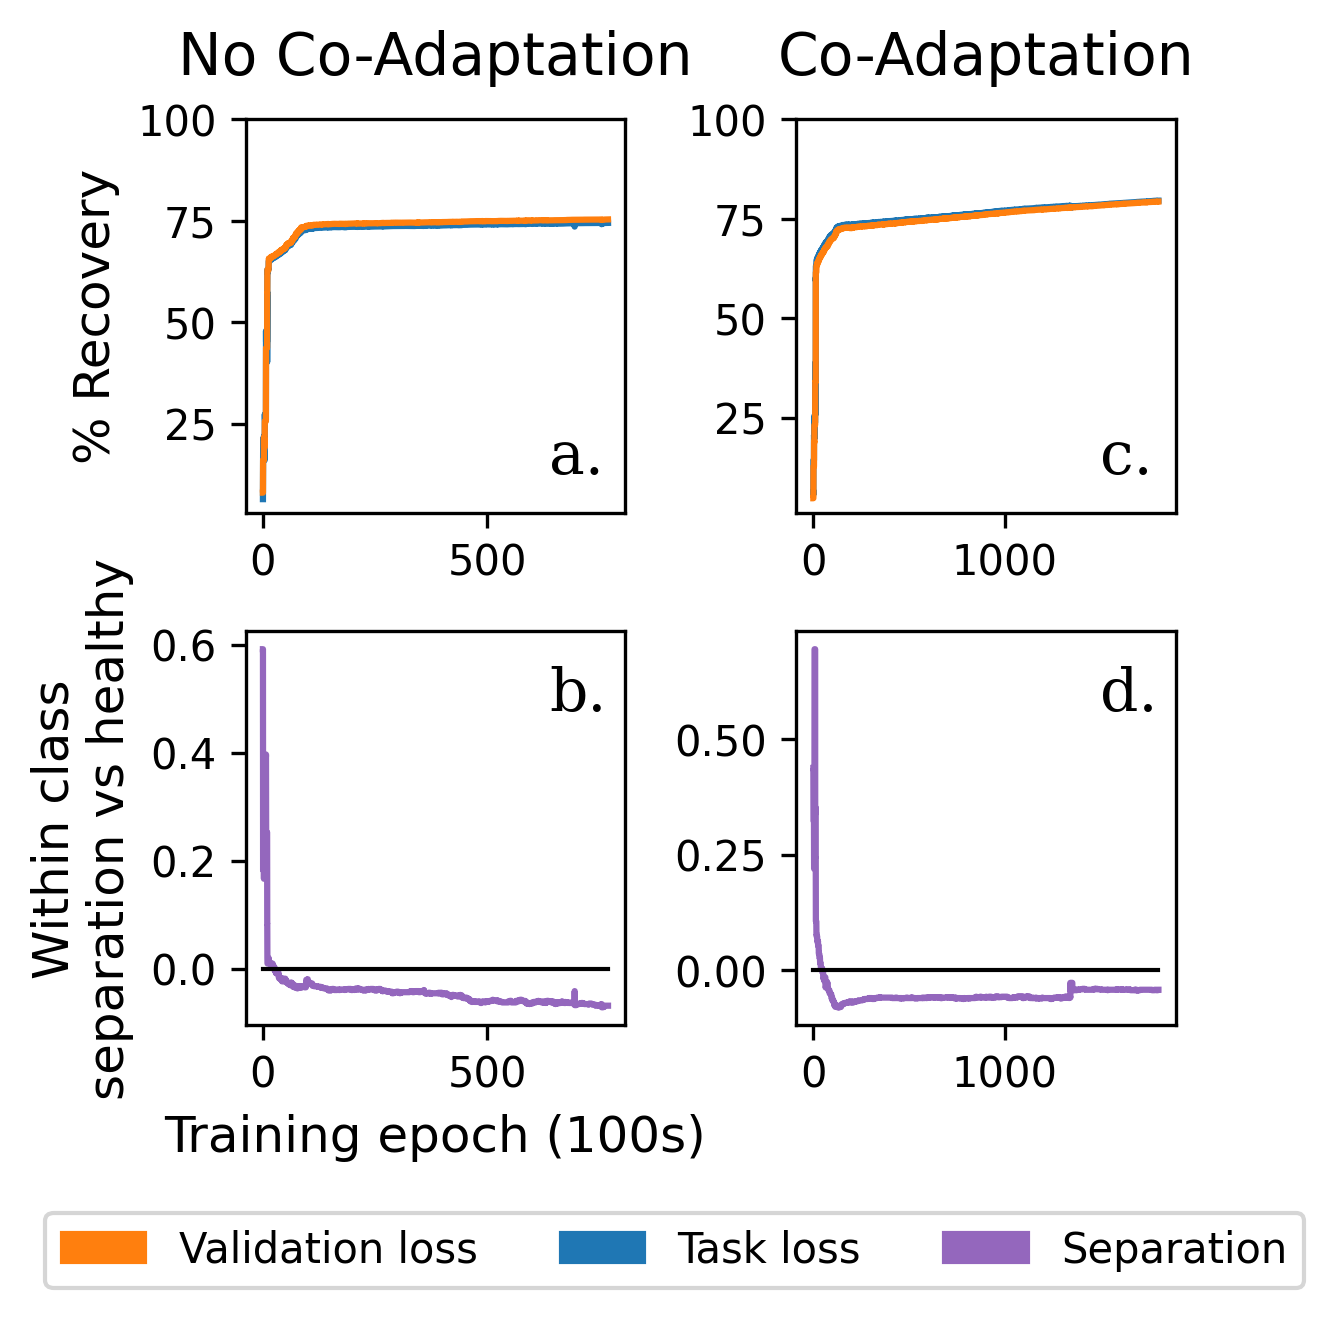 No Co-Adaptation
Co-Adaptation
% Recovery
100
75
50
25
a.
0
500
100
75
50
25
c.
0
1000
Within class
separation vs healthy
0.6
0.4
0.2
0.0
b.
0
500
0.50
0.25
0.00
d.
0
1000
Training epoch (100s)
Validation loss
Task loss
Separation